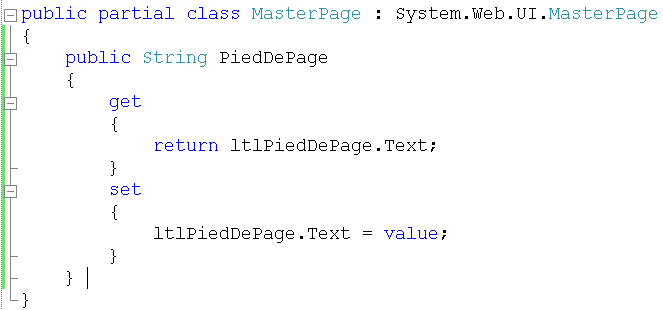 public partial class MasterPage : System.Web.UI.MasterPage
{
    public String PiedDePage
    {
        get
        {
            return ltlPiedDePage.Text;
        }
        set
        {
            ltlPiedDePage.Text = value;
        }
    }
}